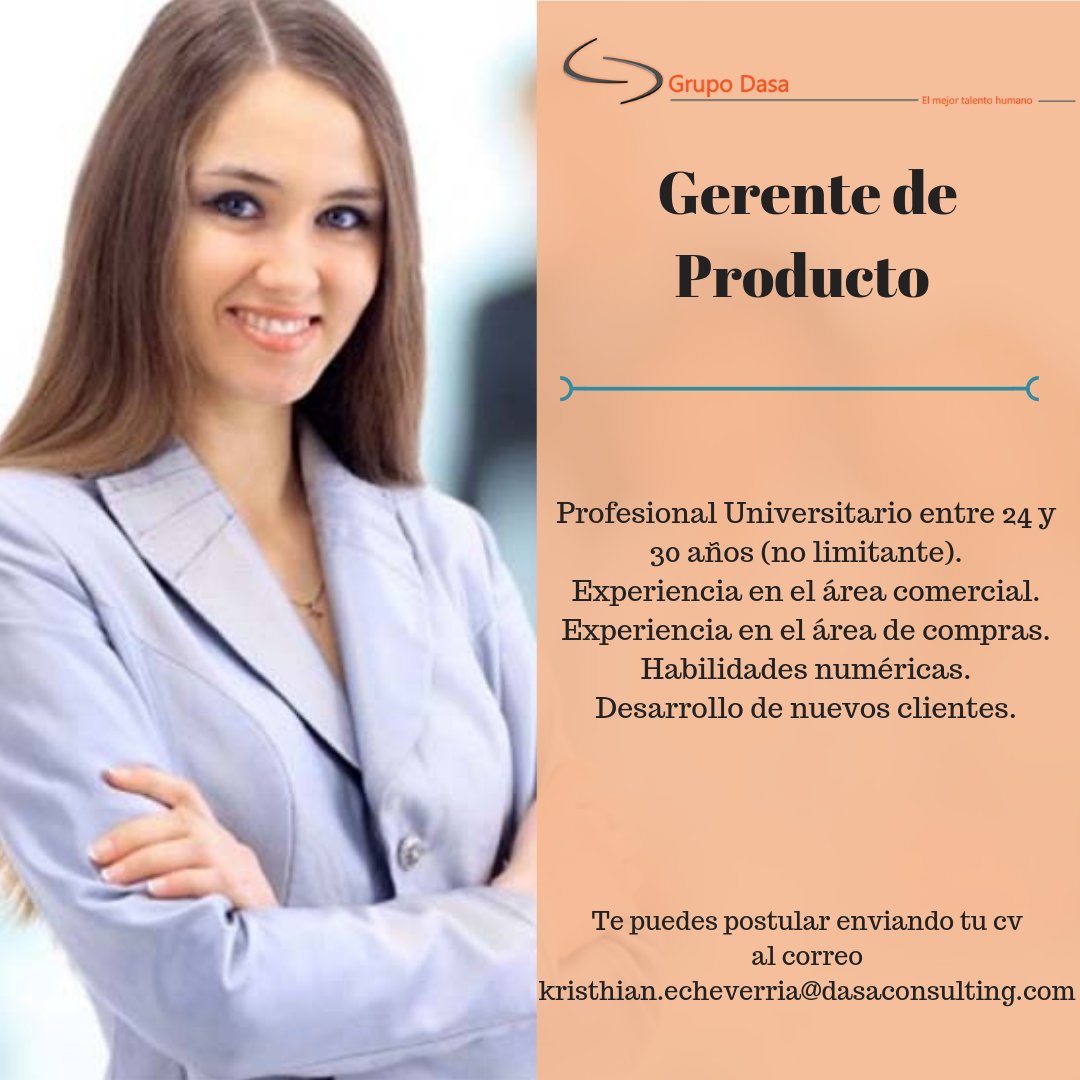 Grupo Dasa
El mejor talento humano
Gerente de
Producto
Profesional Universitario entre 24 y
30 años (no limitante).
Experiencia en el área comercial.
Experiencia en el área de compras.
Habilidades numéricas.
Desarrollo de nuevos clientes.
Te puedes postular enviando tu cv
al correo
kristhian.echeverria@dasaconsulting.com